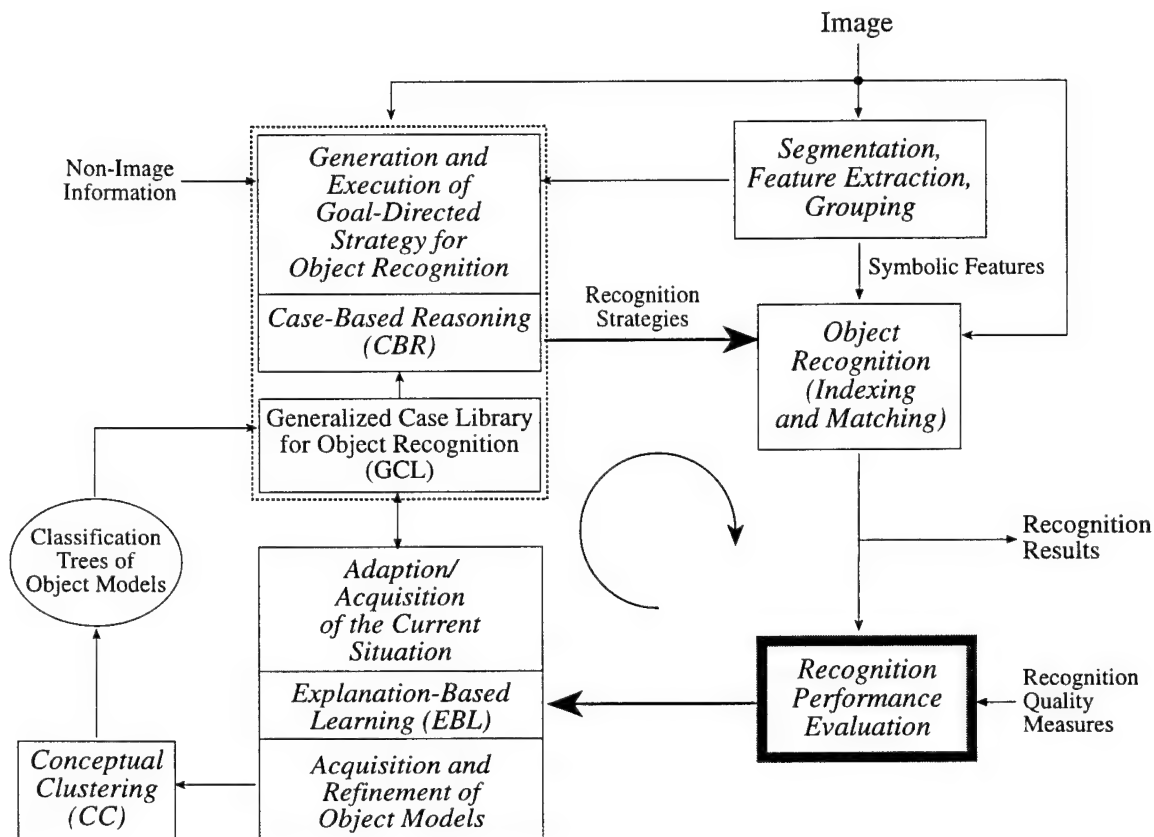 Image
Non-Image
Information
Generation and
Execution of
Goal-Directed
Strategy for
Object Recognition
Case-Based Reasoning
(CBR)
Generalized Case Library
for Object Recognition
(GCL)
Segmentation,
Feature Extraction,
Grouping
Symbolic Features
Recognition
Strategies
Object
Recognition
(Indexing
and Matching)
Recognition
Results
Classification
Trees of
Object Models
Adaption/
Acquisition
of the Current
Situation
Explanation-Based
Learning (EBL)
Acquisition and
Refinement of
Object Models
Recognition
Performance
Evaluation
Recognition
Quality
Measures
Conceptual
Clustering
(CC)